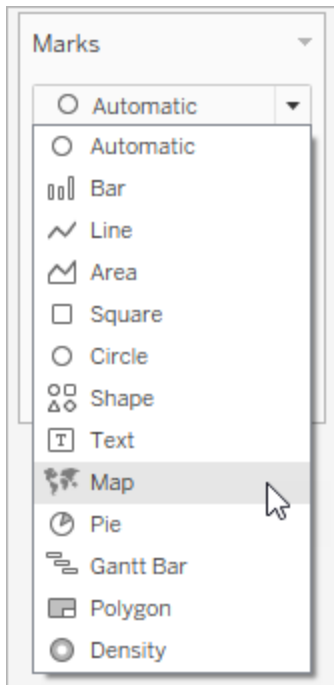 Marks
Automatic
Automatic
Bar
Line
Area
Square
Circle
Shape
T Text
Map
Pie
Gantt Bar
Polygon
Density